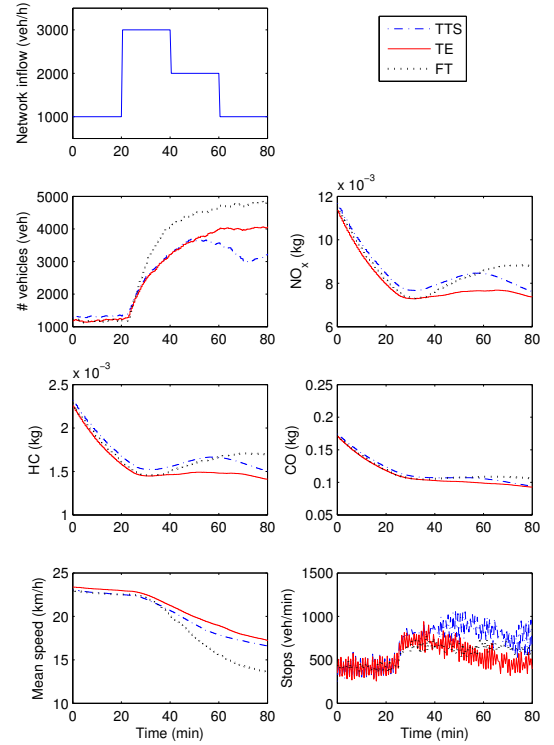 Network inflow (veh/h)
3000
2000
1000
0 20 40 60 80
TTS
TE
FT
# vehicles (veh)
5000
4000
3000
2000
1000
0 20 40 60 80
x 10⁻³
NOₓ (kg)
12
10
8
6
0 20 40 60 80
x 10⁻³
HC (kg)
2.5
2
1.5
1
0 20 40 60 80
CO (kg)
0.25
0.2
0.15
0.1
0.05
0 20 40 60 80
Mean speed (km/h)
25
20
15
10
0 20 40 60 80
Time (min)
Stops (veh/min)
1500
1000
500
0
0 20 40 60 80
Time (min)